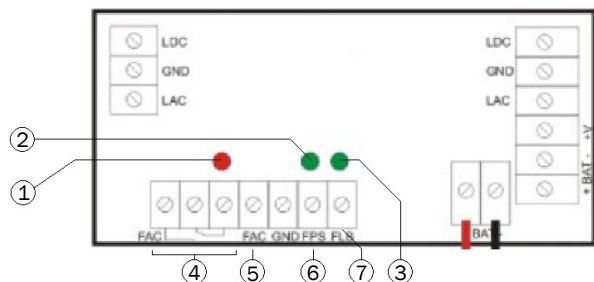 LDC
GND
LAC
LDC
GND
LAC
+ BAT - +V
2
1
FAC FAC GND FPS FLB
BAT-
4 5 6 7 3